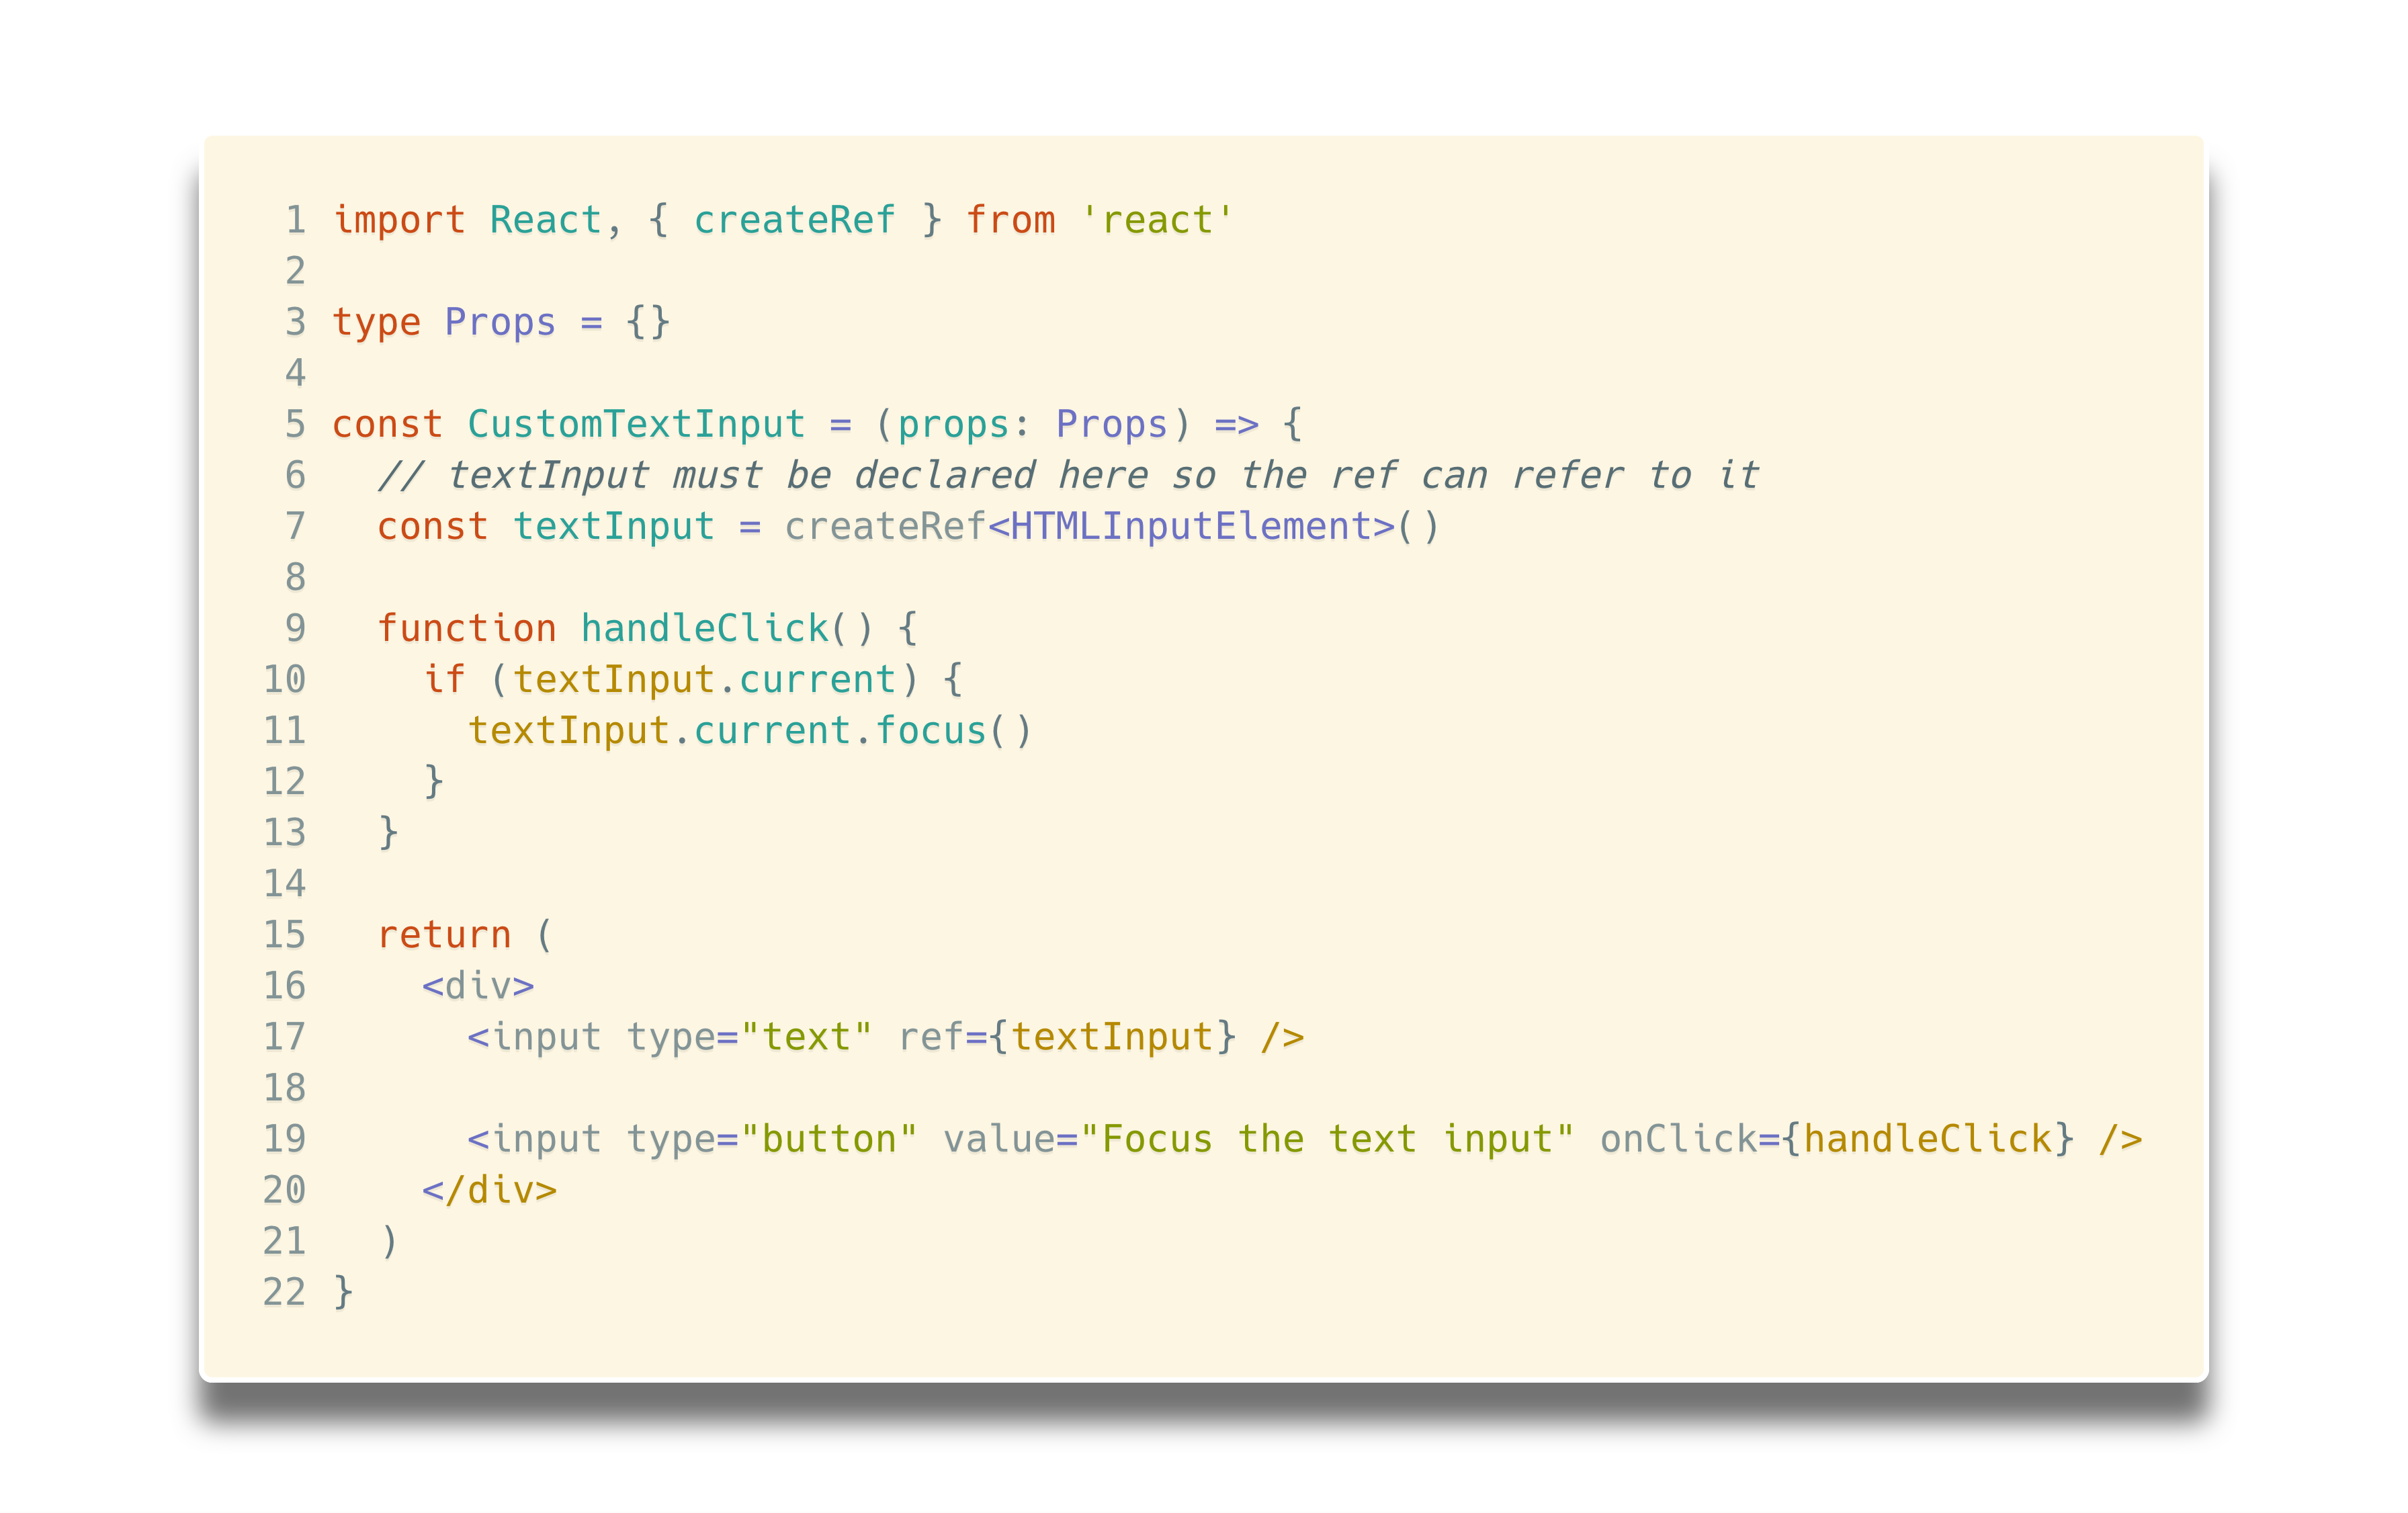 1 import React, { createRef } from 'react'
2
3 type Props = {}
4
5 const CustomTextInput = (props: Props) => {
6   // textInput must be declared here so the ref can refer to it
7   const textInput = createRef<HTMLInputElement>()
8
9   function handleClick() {
10     if (textInput.current) {
11       textInput.current.focus()
12     }
13   }
14
15   return (
16     <div>
17       <input type="text" ref={textInput} />
18
19       <input type="button" value="Focus the text input" onClick={handleClick} />
20     </div>
21   )
22 }